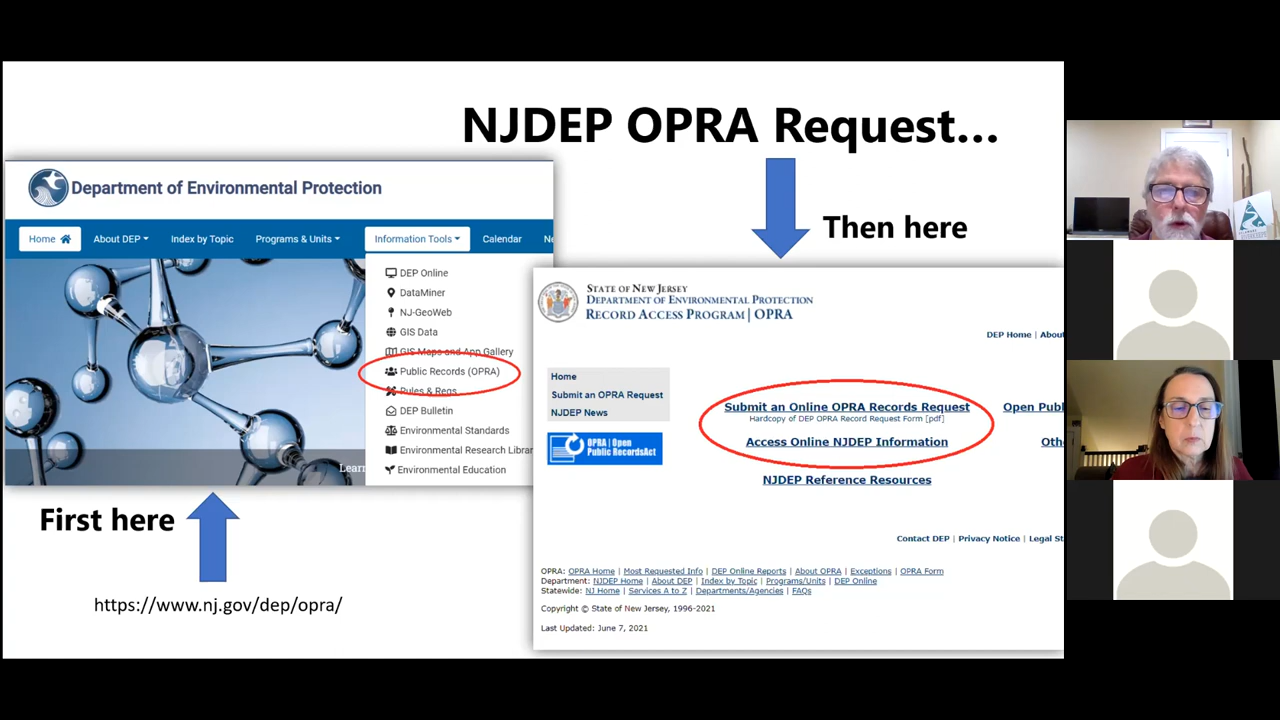 NJDEP OPRA Request...
Department of Environmental Protection
Home
About DEP
Index by Topic
Programs & Units
Information Tools
Calendar
Ne
DEP Online
DataMiner
NJ-GeoWeb
GIS Data
GIS Maps and App Gallery
Public Records (OPRA)
Rules & Regs
DEP Bulletin
Environmental Standards
Environmental Research Librar
Environmental Education
Learn
First here
https://www.nj.gov/dep/opra/
Then here
STATE OF NEW JERSEY
DEPARTMENT OF ENVIRONMENTAL PROTECTION
RECORD ACCESS PROGRAM | OPRA
DEP Home | About
Home
Submit an OPRA Request
NJDEP News
OPRA | Open
Public RecordsAct
Submit an Online OPRA Records Request
Hardcopy of DEP OPRA Record Request Form [pdf]
Access Online NJDEP Information
NJDEP Reference Resources
Open Publ
Oth
Contact DEP | Privacy Notice | Legal St
OPRA: OPRA Home | Most Requested Info | DEP Online Reports | About OPRA | Exceptions | OPRA Form
Department: NJDEP Home | About DEP | Index by Topic | Programs/Units | DEP Online
Statewide: NJ Home | Services A to Z | Departments/Agencies | FAQs
Copyright © State of New Jersey, 1996-2021
Last Updated: June 7, 2021